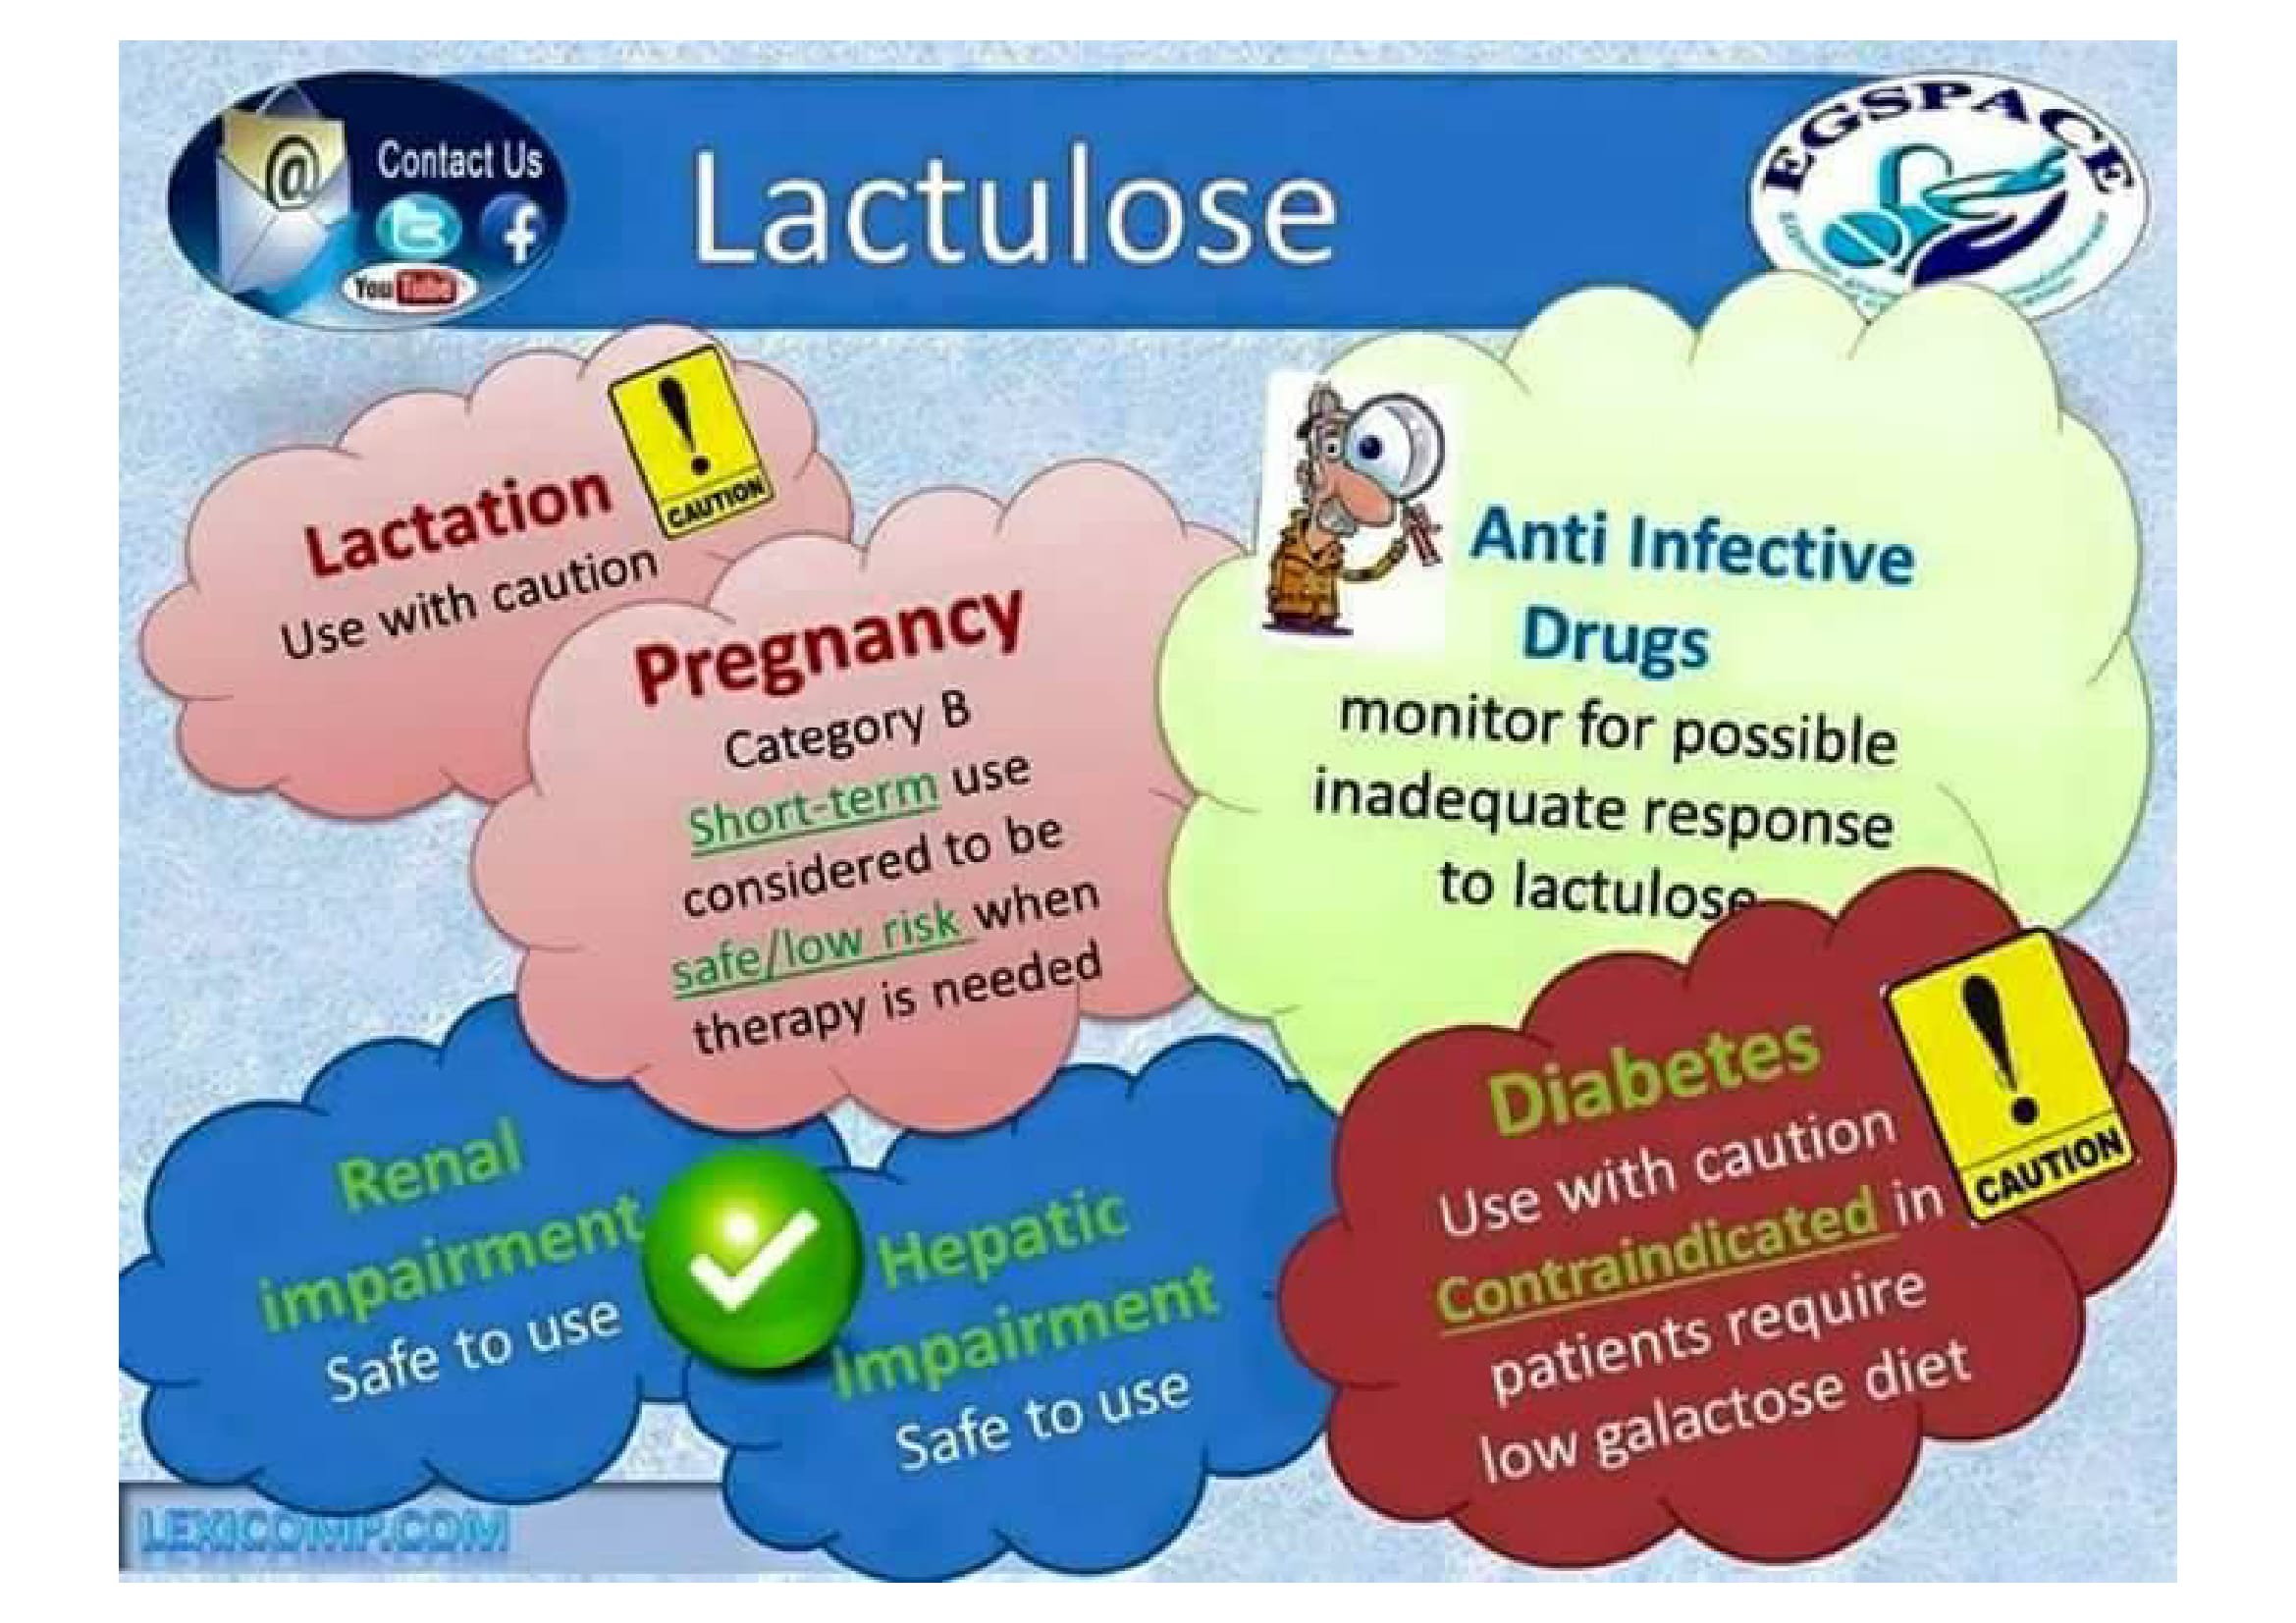 Contact Us
You Tube
Lactulose
EGSPACE
CAUTION
Lactation
Use with caution
Pregnancy
Category B
Short-term use
considered to be
safe/low risk when
therapy is needed
Anti Infective
Drugs
monitor for possible
inadequate response
to lactulose
Renal
impairment
Safe to use
Hepatic
Impairment
Safe to use
Diabetes
Use with caution
Contraindicated in
patients require
low galactose diet
CAUTION
LEXICOMP.COM